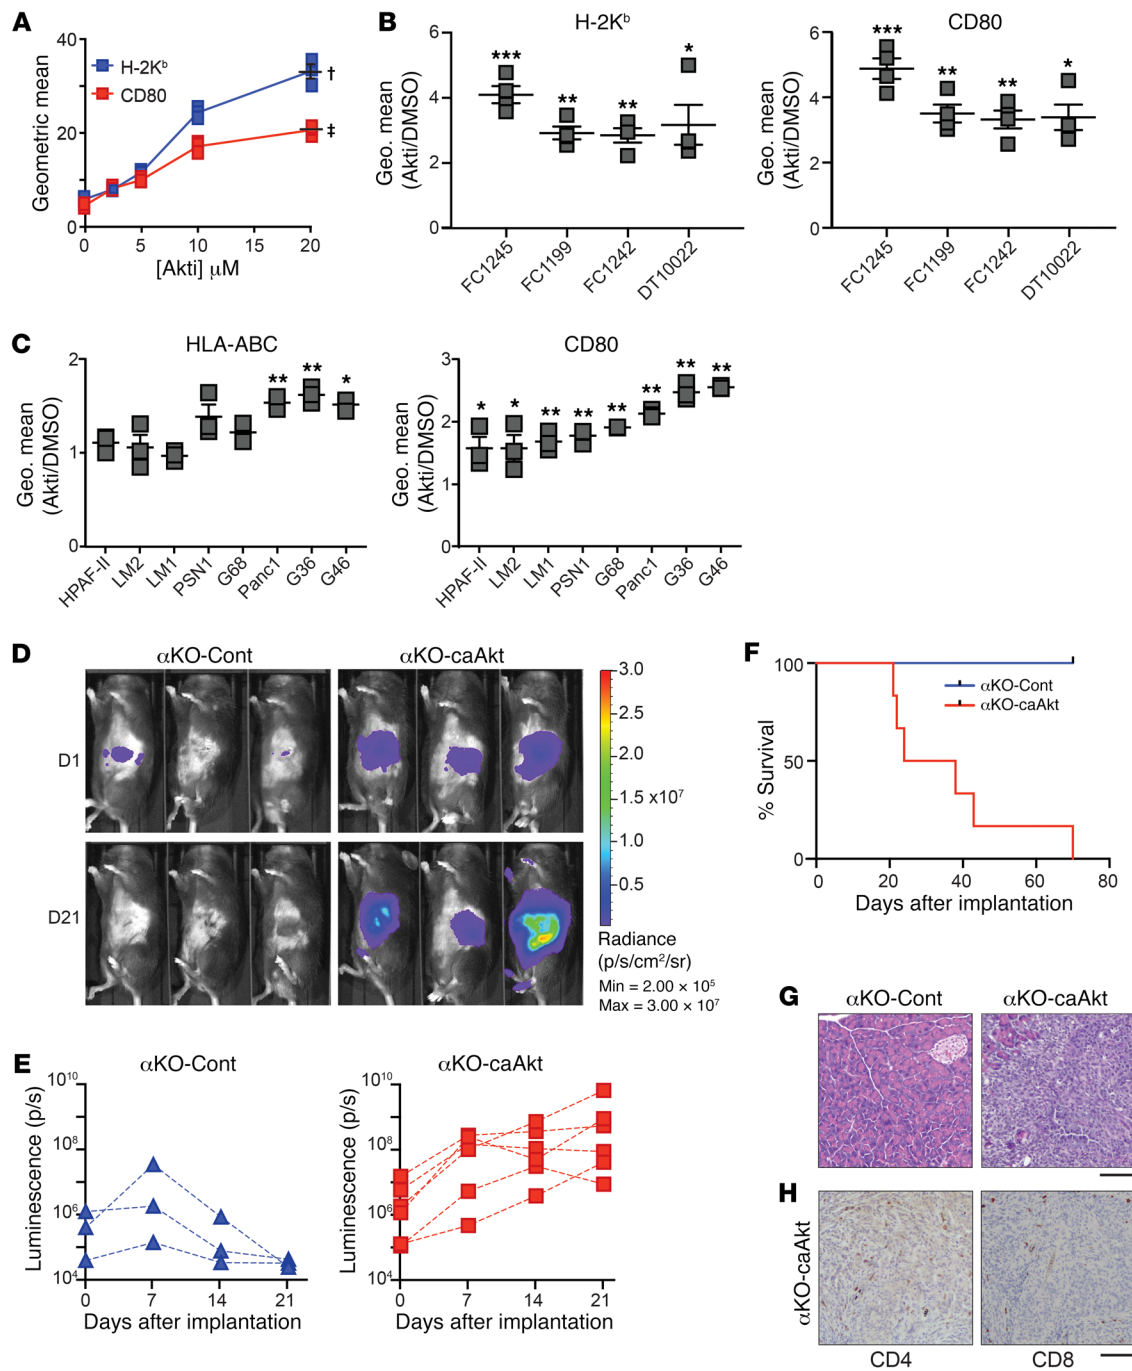 A
Geometric mean
40
20
0
H-2Kᵇ
CD80
†
‡
0 5 10 15 20
[Akti] μM
B
H-2Kᵇ
Geo. mean
(Akti/DMSO)
6
4
2
0
*** ** ** *
FC1245 FC1199 FC1242 DT10022
CD80
Geo. mean
(Akti/DMSO)
6
4
2
0
*** ** ** *
FC1245 FC1199 FC1242 DT10022
C
HLA-ABC
Geo. mean
(Akti/DMSO)
2
1
0
** ** *
HPAF-II LM2 LM1 PSN1 G68 Panc1 G36 G46
CD80
Geo. mean
(Akti/DMSO)
3
2
1
0
* * ** ** ** ** ** **
HPAF-II LM2 LM1 PSN1 G68 Panc1 G36 G46
D
αKO-Cont αKO-caAkt
D1
D21
3.0
2.5
2.0
1.5 x10⁷
1.0
0.5
Radiance
(p/s/cm²/sr)
Min = 2.00 × 10⁵
Max = 3.00 × 10⁷
E
αKO-Cont
Luminescence (p/s)
10¹⁰
10⁸
10⁶
10⁴
0 7 14 21
Days after implantation
αKO-caAkt
Luminescence (p/s)
10¹⁰
10⁸
10⁶
10⁴
0 7 14 21
Days after implantation
F
% Survival
100
50
0
αKO-Cont
αKO-caAkt
0 20 40 60 80
Days after implantation
G
αKO-Cont αKO-caAkt
H
αKO-caAkt
CD4 CD8